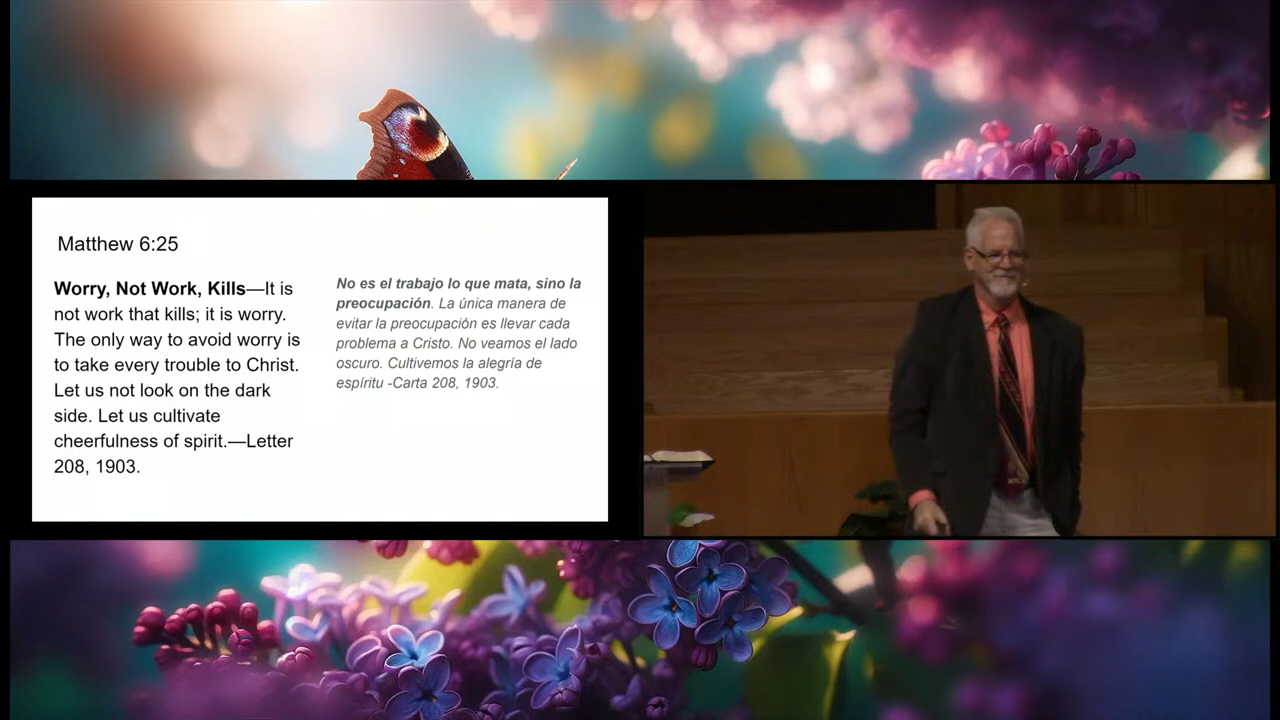 Matthew 6:25
Worry, Not Work, Kills—It is
not work that kills; it is worry.
The only way to avoid worry is
to take every trouble to Christ.
Let us not look on the dark
side. Let us cultivate
cheerfulness of spirit.—Letter
208, 1903.
No es el trabajo lo que mata, sino la
preocupación. La única manera de
evitar la preocupación es llevar cada
problema a Cristo. No veamos el lado
oscuro. Cultivemos la alegría de
espíritu -Carta 208, 1903.